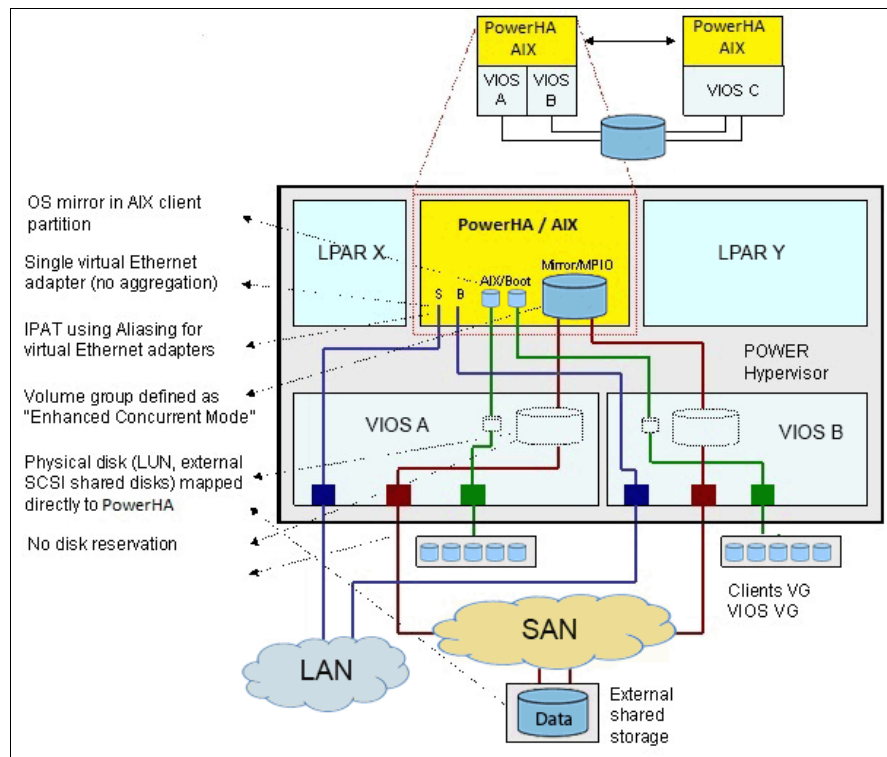 PowerHA
AIX
VIOS
A
VIOS
B
PowerHA
AIX
VIOS C
OS mirror in AIX client
partition
Single virtual Ethernet
adapter (no aggregation)
IPAT using Aliasing for
virtual Ethernet adapters
Volume group defined as
"Enhanced Concurrent Mode"
Physical disk (LUN, external
SCSI shared disks) mapped
directly to PowerHA
No disk reservation
LPAR X
PowerHA / AIX
Mirror/MPIO
AIX/Boot
S B
LPAR Y
POWER
Hypervisor
VIOS A
VIOS B
Clients VG
VIOS VG
SAN
LAN
Data
External
shared
storage